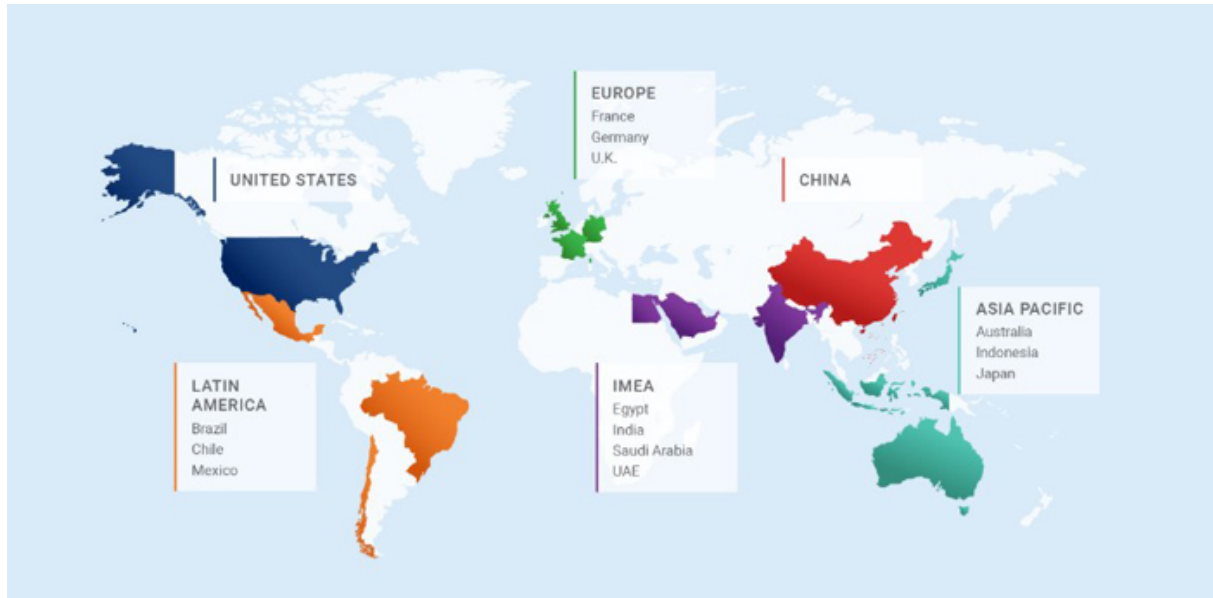 UNITED STATES
EUROPE
France
Germany
U.K.
CHINA
LATIN
AMERICA
Brazil
Chile
Mexico
IMEA
Egypt
India
Saudi Arabia
UAE
ASIA PACIFIC
Australia
Indonesia
Japan